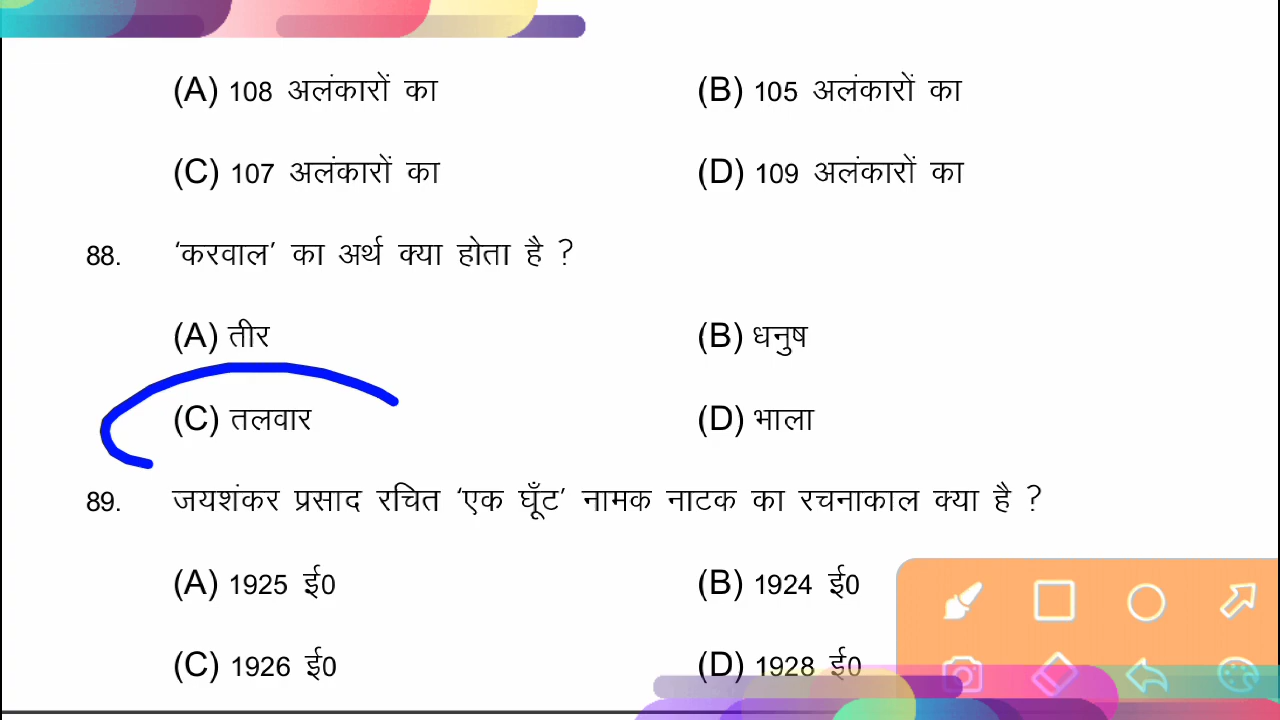 (A) 108 अलंकारों का (B) 105 अलंकारों का
(C) 107 अलंकारों का (D) 109 अलंकारों का
88. ‘करवाल’ का अर्थ क्या होता है ?
(A) तीर (B) धनुष
(C) तलवार (D) भाला
89. जयशंकर प्रसाद रचित ‘एक घूँट’ नामक नाटक का रचनाकाल क्या है ?
(A) 1925 ई0 (B) 1924 ई0
(C) 1926 ई0 (D) 1928 ई0